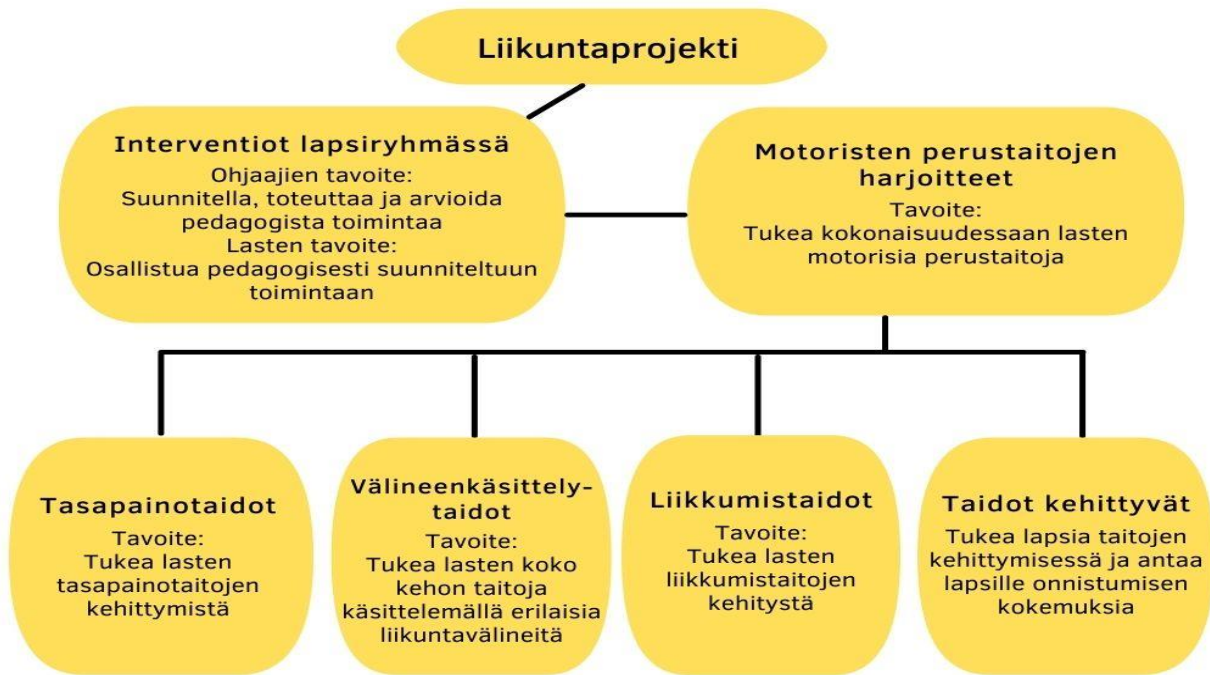 Liikuntaprojekti
Interventiot lapsiryhmässä
Ohjaajien tavoite:
Suunnitella, toteuttaa ja arvioida
pedagogista toimintaa
Lasten tavoite:
Osallistua pedagogisesti suunniteltuun
toimintaan
Motoristen perustaitojen
harjoitteet
Tavoite:
Tukea kokonaisuudessaan lasten
motorisia perustaitoja
Tasapainotaidot
Tavoite:
Tukea lasten
tasapainotaitojen
kehittymistä
Välineenkäsittely-
taidot
Tavoite:
Tukea lasten koko
kehon taitoja
käsittelemällä erilaisia
liikuntavälineitä
Liikkumistaidot
Tavoite:
Tukea lasten
liikkumistaitojen
kehitystä
Taidot kehittyvät
Tukea lapsia taitojen
kehittymisessä ja antaa
lapsille onnistumisen
kokemuksia